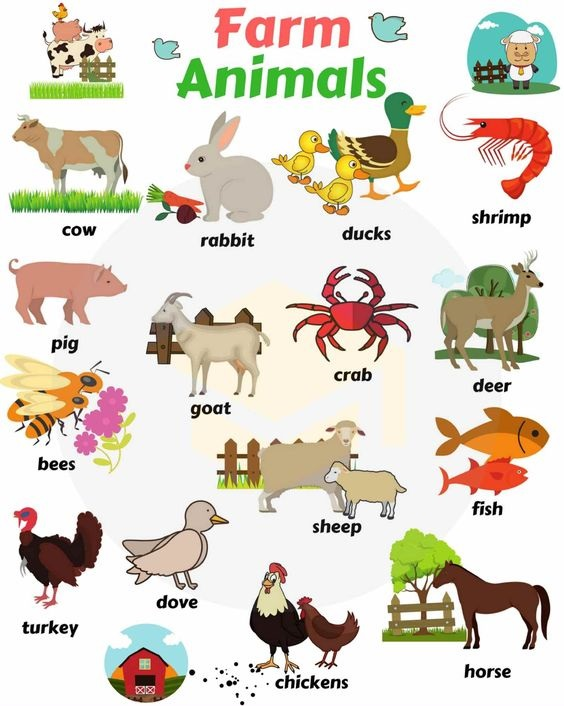 Farm
Animals
cow
rabbit
ducks
shrimp
pig
goat
crab
deer
bees
sheep
fish
turkey
dove
chickens
horse